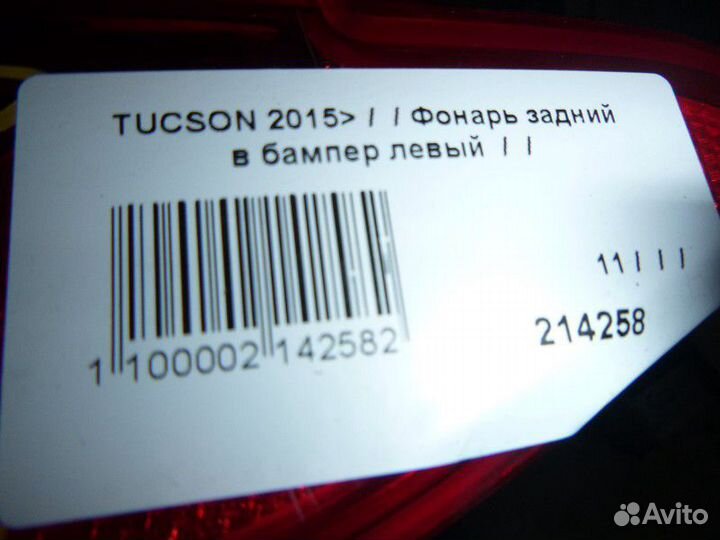 TUCSON 2015> / / Фонарь задний
в бампер левый / /
11 / / /
214258
1 100002 142582
Avito